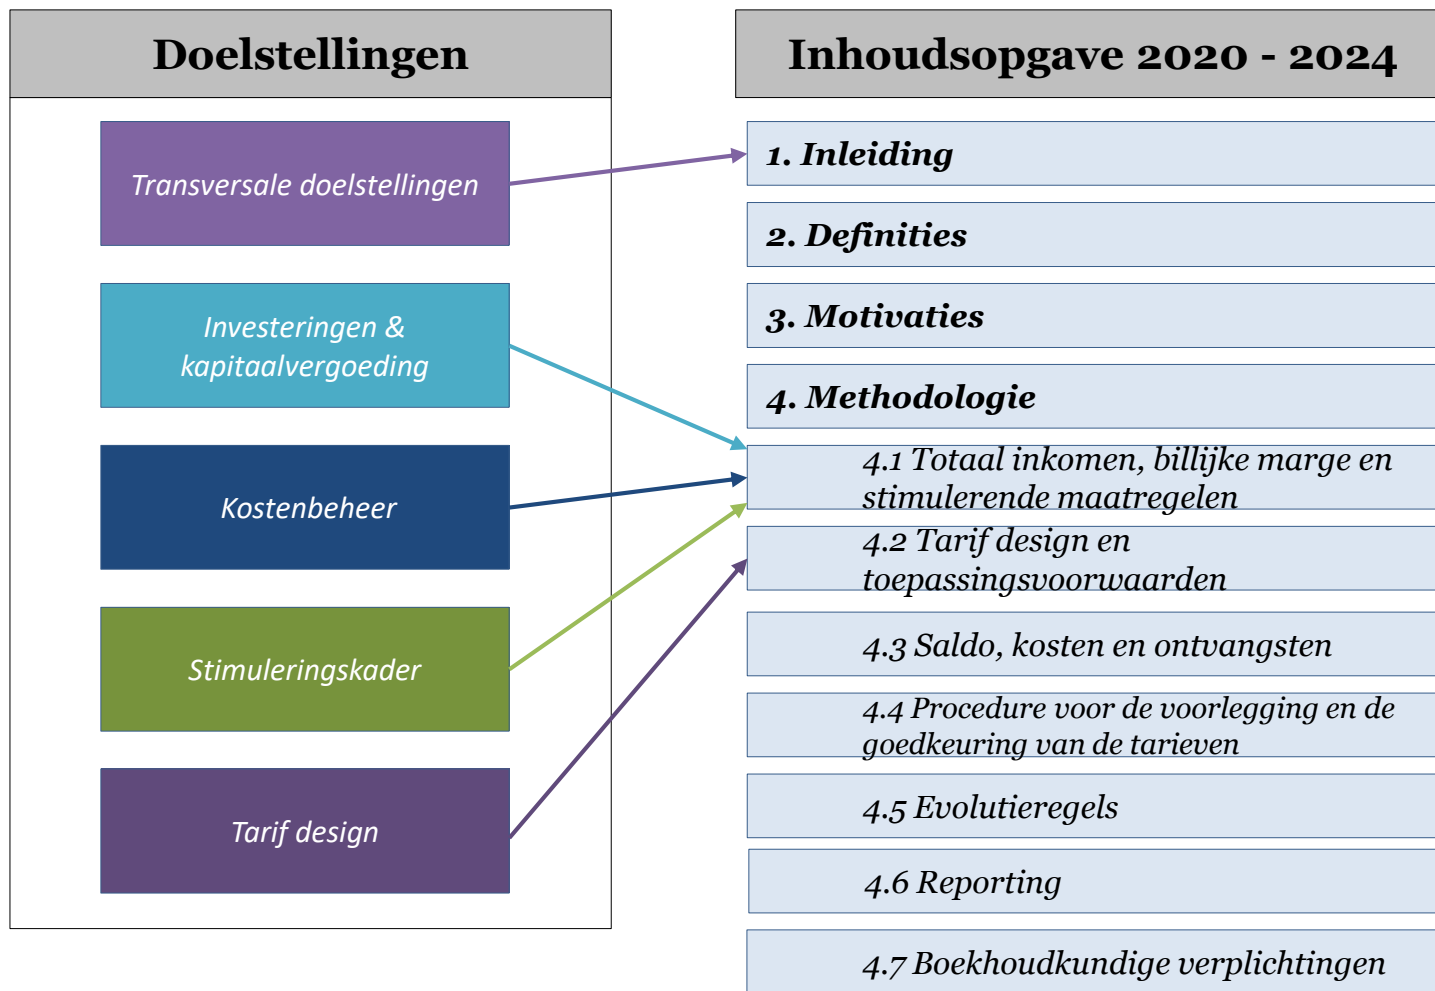 Doelstellingen
Transversale doelstellingen
Investeringen &
kapitaalvergoeding
Kostenbeheer
Stimuleringskader
Tarif design
Inhoudsopgave 2020 - 2024
1. Inleiding
2. Definities
3. Motivaties
4. Methodologie
4.1 Totaal inkomen, billijke marge en
stimulerende maatregelen
4.2 Tarif design en
toepassingsvoorwaarden
4.3 Saldo, kosten en ontvangsten
4.4 Procedure voor de voorlegging en de
goedkeuring van de tarieven
4.5 Evolutieregels
4.6 Reporting
4.7 Boekhoudkundige verplichtingen